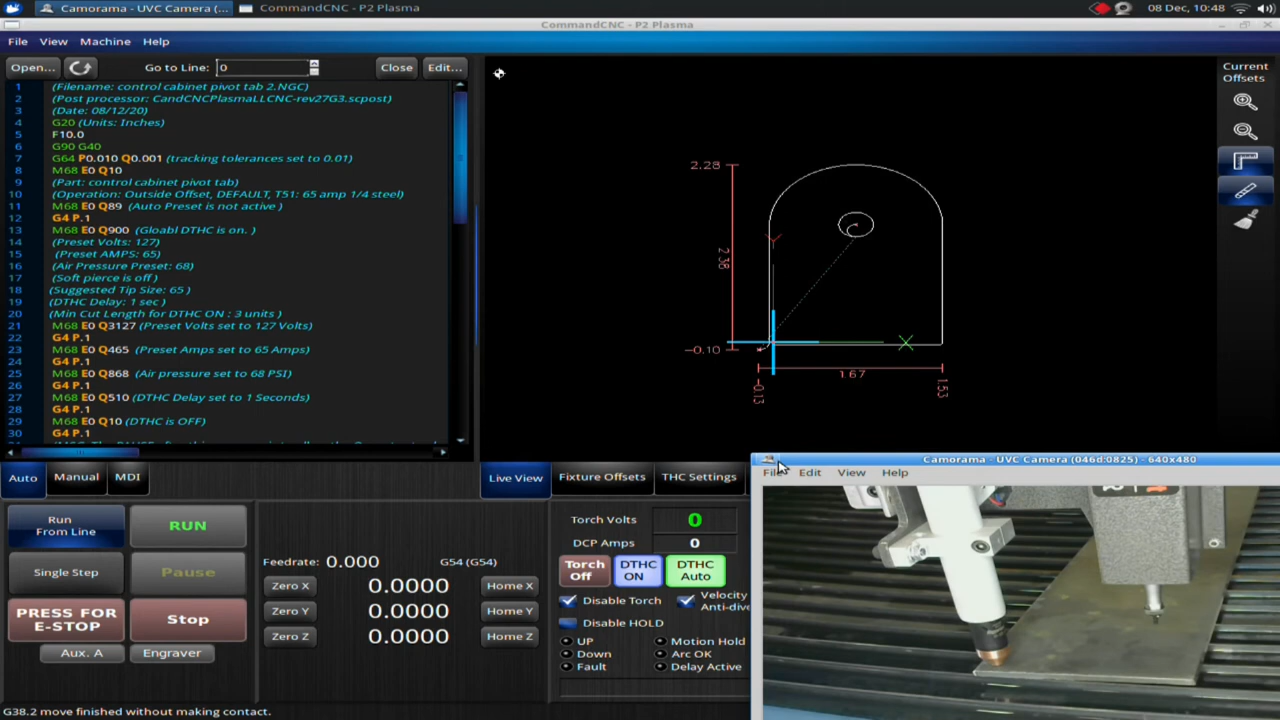 Camorama - UVC Camera (...
CommandCNC - P2 Plasma
08 Dec, 10:48
CommandCNC - P2 Plasma
File View Machine Help
Open... Go to Line: 0 Close Edit...
1 (Filename: control cabinet pivot tab 2.NGC)
2 (Post processor: CandCNCPlasmaLLCNC-rev27G3.scpost)
3 (Date: 08/12/20)
4 G20 (Units: Inches)
5 F10.0
6 G90 G40
7 G64 P0.010 Q0.001 (tracking tolerances set to 0.01)
8 M68 E0 Q10
9 (Part: control cabinet pivot tab)
10 (Operation: Outside Offset, DEFAULT, T51: 65 amp 1/4 steel)
11 M68 E0 Q89 (Auto Preset is not active )
12 G4 P.1
13 M68 E0 Q900 (Gloabl DTHC is on. )
14 (Preset Volts: 127)
15 (Preset AMPS: 65)
16 (Air Pressure Preset: 68)
17 (Soft pierce is off )
18 (Suggested Tip Size: 65 )
19 (DTHC Delay: 1 sec )
20 (Min Cut Length for DTHC ON : 3 units )
21 M68 E0 Q3127 (Preset Volts set to 127 Volts)
22 G4 P.1
23 M68 E0 Q465 (Preset Amps set to 65 Amps)
24 G4 P.1
25 M68 E0 Q868 (Air pressure set to 68 PSI)
26 G4 P.1
27 M68 E0 Q510 (DTHC Delay set to 1 Seconds)
28 G4 P.1
29 M68 E0 Q10 (DTHC is OFF)
30 G4 P.1
2.28
2.38
-0.10
Y
X
1.67
-0.13
1.53
Current
Offsets
Auto Manual MDI
Run
From Line
RUN
Single Step
Pause
PRESS FOR
E-STOP
Stop
Aux. A Engraver
Feedrate: 0.000 G54 (G54)
Zero X 0.0000 Home X
Zero Y 0.0000 Home Y
Zero Z 0.0000 Home Z
Live View Fixture Offsets THC Settings
Torch Volts 0
DCP Amps 0
Torch
Off
DTHC
ON
DTHC
Auto
Disable Torch
Velocity
Anti-dive
Disable HOLD
UP Motion Hold
Down Arc OK
Fault Delay Active
Camorama - UVC Camera (046d:0825) - 640x480
File Edit View Help
G38.2 move finished without making contact.